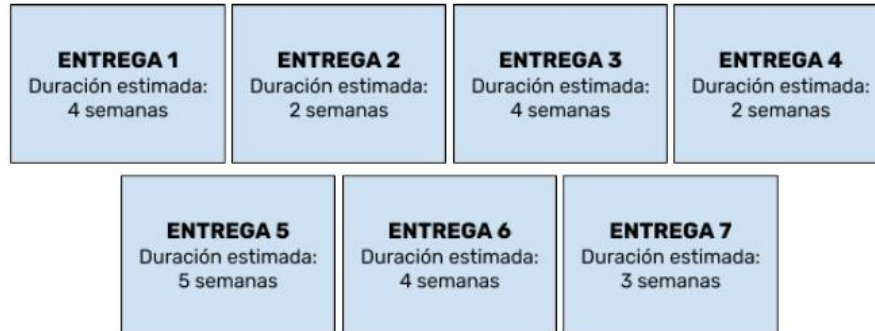 ENTREGA 1
Duración estimada:
4 semanas
ENTREGA 2
Duración estimada:
2 semanas
ENTREGA 3
Duración estimada:
4 semanas
ENTREGA 4
Duración estimada:
2 semanas
ENTREGA 5
Duración estimada:
5 semanas
ENTREGA 6
Duración estimada:
4 semanas
ENTREGA 7
Duración estimada:
3 semanas